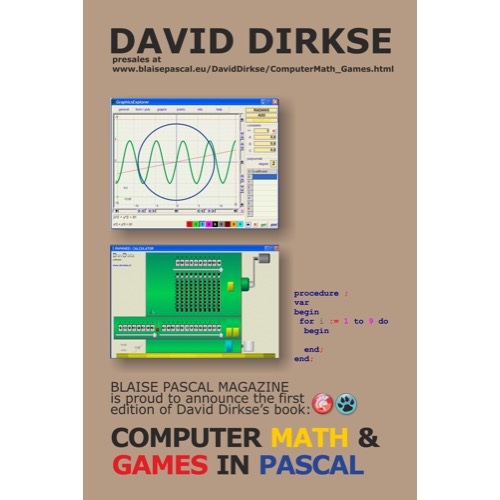 DAVID DIRKSE
presales at
www.blaisepascal.eu/DavidDirkse/ComputerMath_Games.html
GraphicsExplorer
procedure ;
var
begin
for i := 1 to 9 do
begin
end;
end;
BLAISE PASCAL MAGAZINE
is proud to announce the first
edition of David Dirkse's book:
COMPUTER MATH &
GAMES IN PASCAL